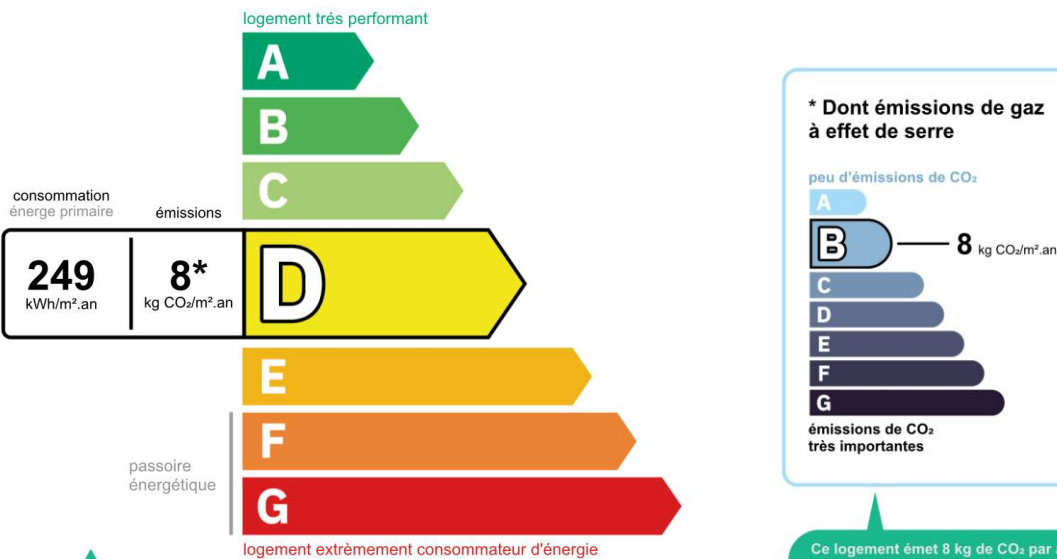 logement trés performant
A
B
C
consommation
énerge primaire
émissions
249
kWh/m².an
8*
kg CO₂/m².an
D
E
F
G
passoire
énergétique
logement extrèmement consommateur d'énergie
* Dont émissions de gaz
à effet de serre
peu d'émissions de CO₂
A
B
8 kg CO₂/m².an
C
D
E
F
G
émissions de CO₂
très importantes
Ce logement émet 8 kg de CO₂ par